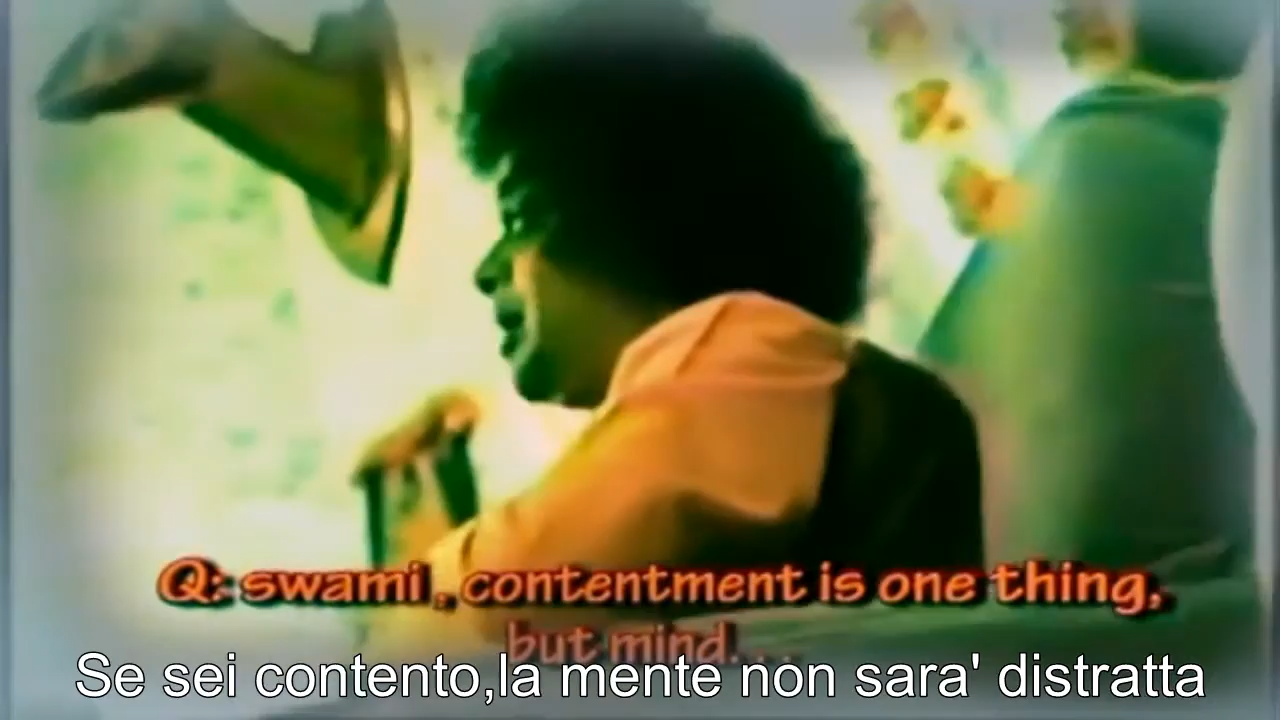 Q: swami, contentment is one thing,
but mind...
Se sei contento,la mente non sara' distratta